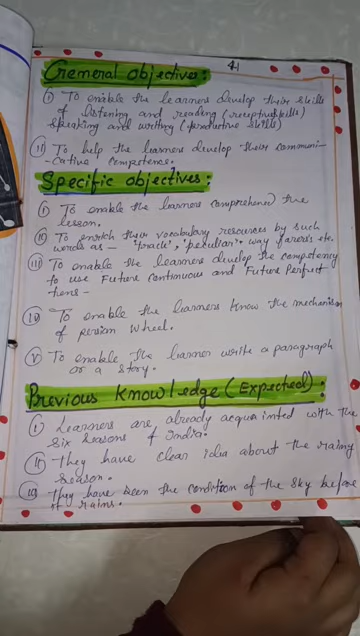 41
General objectives:
(i) To enable the learners develop their skills
of listening and reading (receptive skills)
speaking and writing (productive skills)
(ii) To help the learners develop their communi-
cative competence.
Specific objectives:
(i) To enable the learners comprehend the
lesson.
(ii) To enrich their vocabulary resources by such
words as - 'peculiar', way farers etc.
(iii) To enable the learners develop the competency
to use Future Continuous and Future Perfect
tions -
(iv) To enable the learners know the mechanism
of persian wheel.
(v) To enable the learner write a paragraph
or a story.
Previous Knowledge (Expected):
(i) Learners are already acquainted with the
six seasons of India.
(ii) They have clear idea about the rainy
season.
(iii) They have seen the condition of the sky before
it rains.